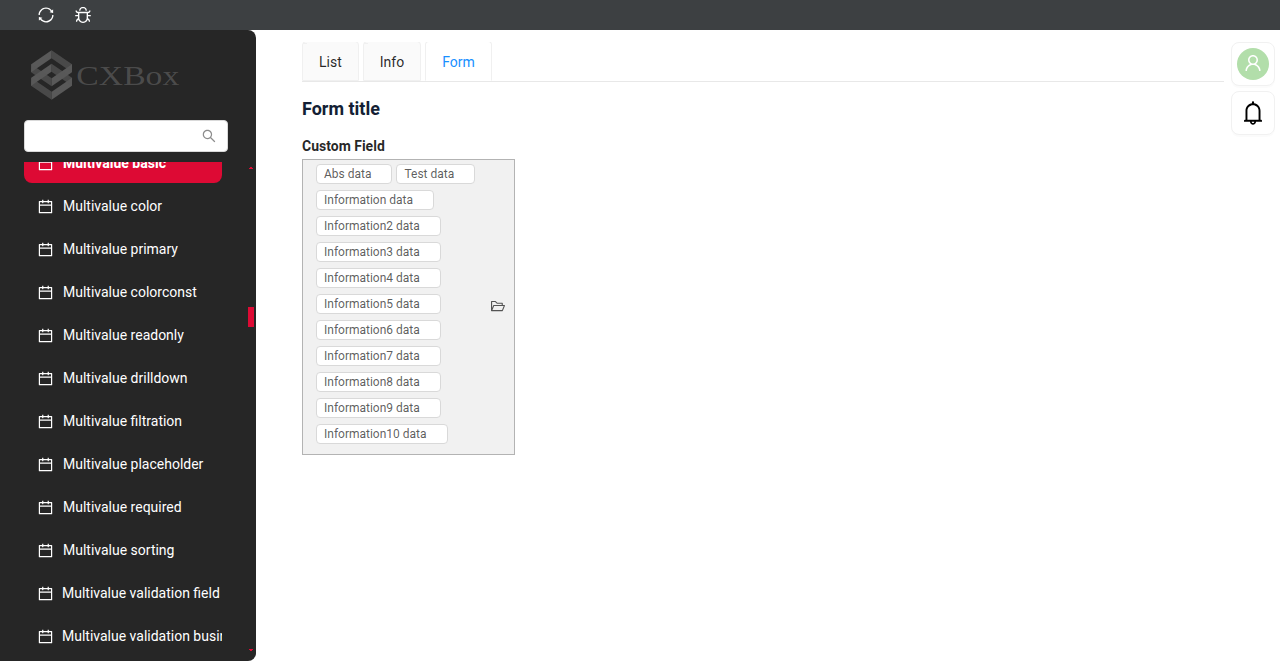 CXBox
Multivalue basic
Multivalue color
Multivalue primary
Multivalue colorconst
Multivalue readonly
Multivalue drilldown
Multivalue filtration
Multivalue placeholder
Multivalue required
Multivalue sorting
Multivalue validation field
Multivalue validation busin
List Info Form
Form title
Custom Field
Abs data Test data
Information data
Information2 data
Information3 data
Information4 data
Information5 data
Information6 data
Information7 data
Information8 data
Information9 data
Information10 data